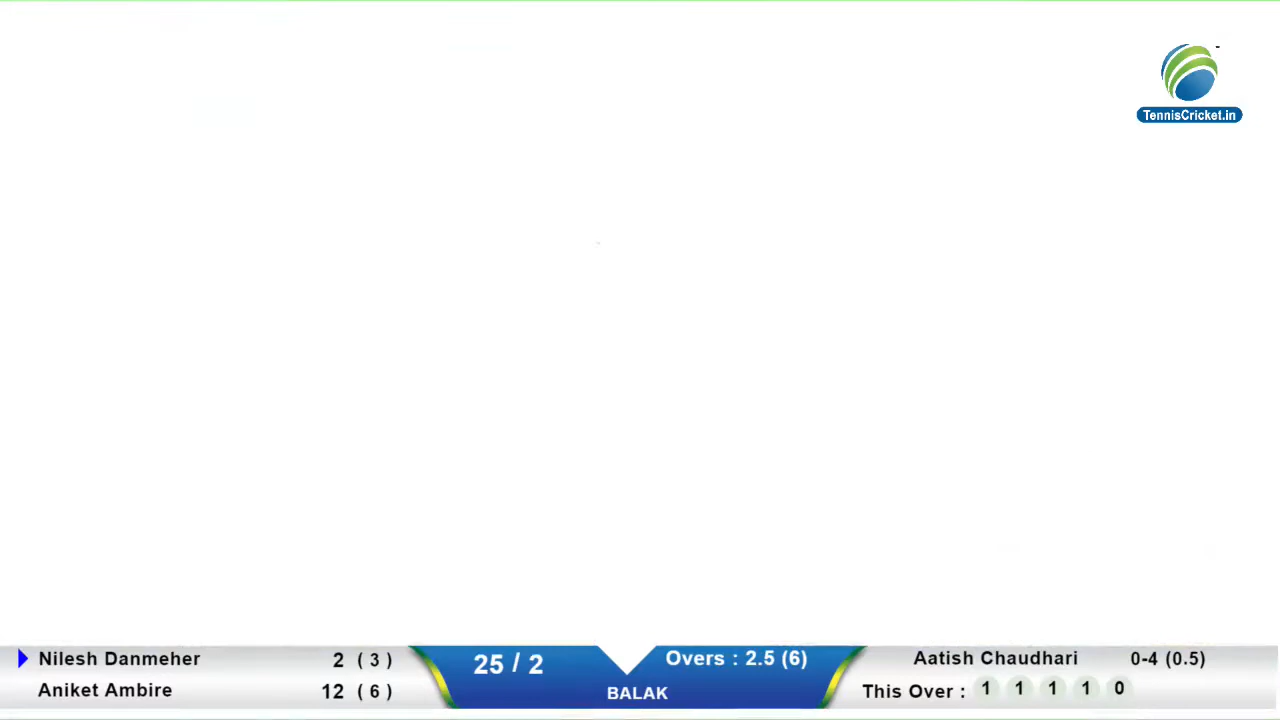 TennisCricket.in
Nilesh Danmeher 2 ( 3 )
Aniket Ambire 12 ( 6 )
25 / 2
Overs : 2.5 (6)
BALAK
Aatish Chaudhari 0-4 (0.5)
This Over : 1 1 1 1 0